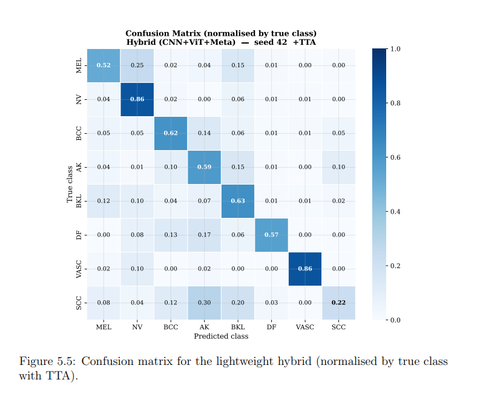 Confusion Matrix (normalised by true class)
Hybrid (CNN+ViT+Meta) — seed 42 +TTA
True class
MEL 0.52 0.25 0.02 0.04 0.15 0.01 0.00 0.00
NV 0.04 0.86 0.02 0.00 0.06 0.01 0.01 0.00
BCC 0.05 0.05 0.62 0.14 0.06 0.01 0.01 0.05
AK 0.04 0.01 0.10 0.59 0.15 0.01 0.00 0.10
BKL 0.12 0.10 0.04 0.07 0.63 0.01 0.01 0.02
DF 0.00 0.08 0.13 0.17 0.06 0.57 0.00 0.00
VASC 0.02 0.10 0.00 0.02 0.00 0.00 0.86 0.00
SCC 0.08 0.04 0.12 0.30 0.20 0.03 0.00 0.22
MEL NV BCC AK BKL DF VASC SCC
Predicted class
1.0
0.8
0.6
0.4
0.2
0.0
Figure 5.5: Confusion matrix for the lightweight hybrid (normalised by true class
with TTA).